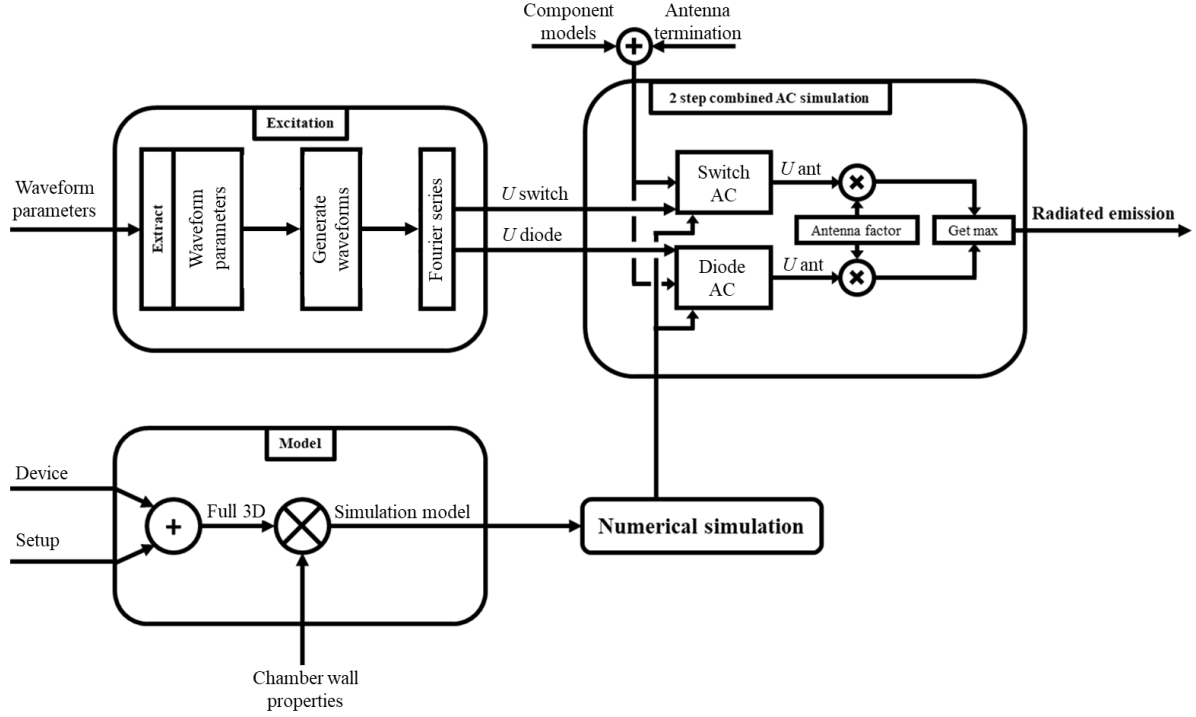 Component
models
Antenna
termination
Excitation
2 step combined AC simulation
Waveform
parameters
Extract
Waveform
parameters
Generate
waveforms
Fourier series
U switch
U diode
Switch
AC
U ant
Antenna factor
Get max
Radiated emission
Diode
AC
U ant
Model
Device
Setup
+
Full 3D
Simulation model
Numerical simulation
Chamber wall
properties